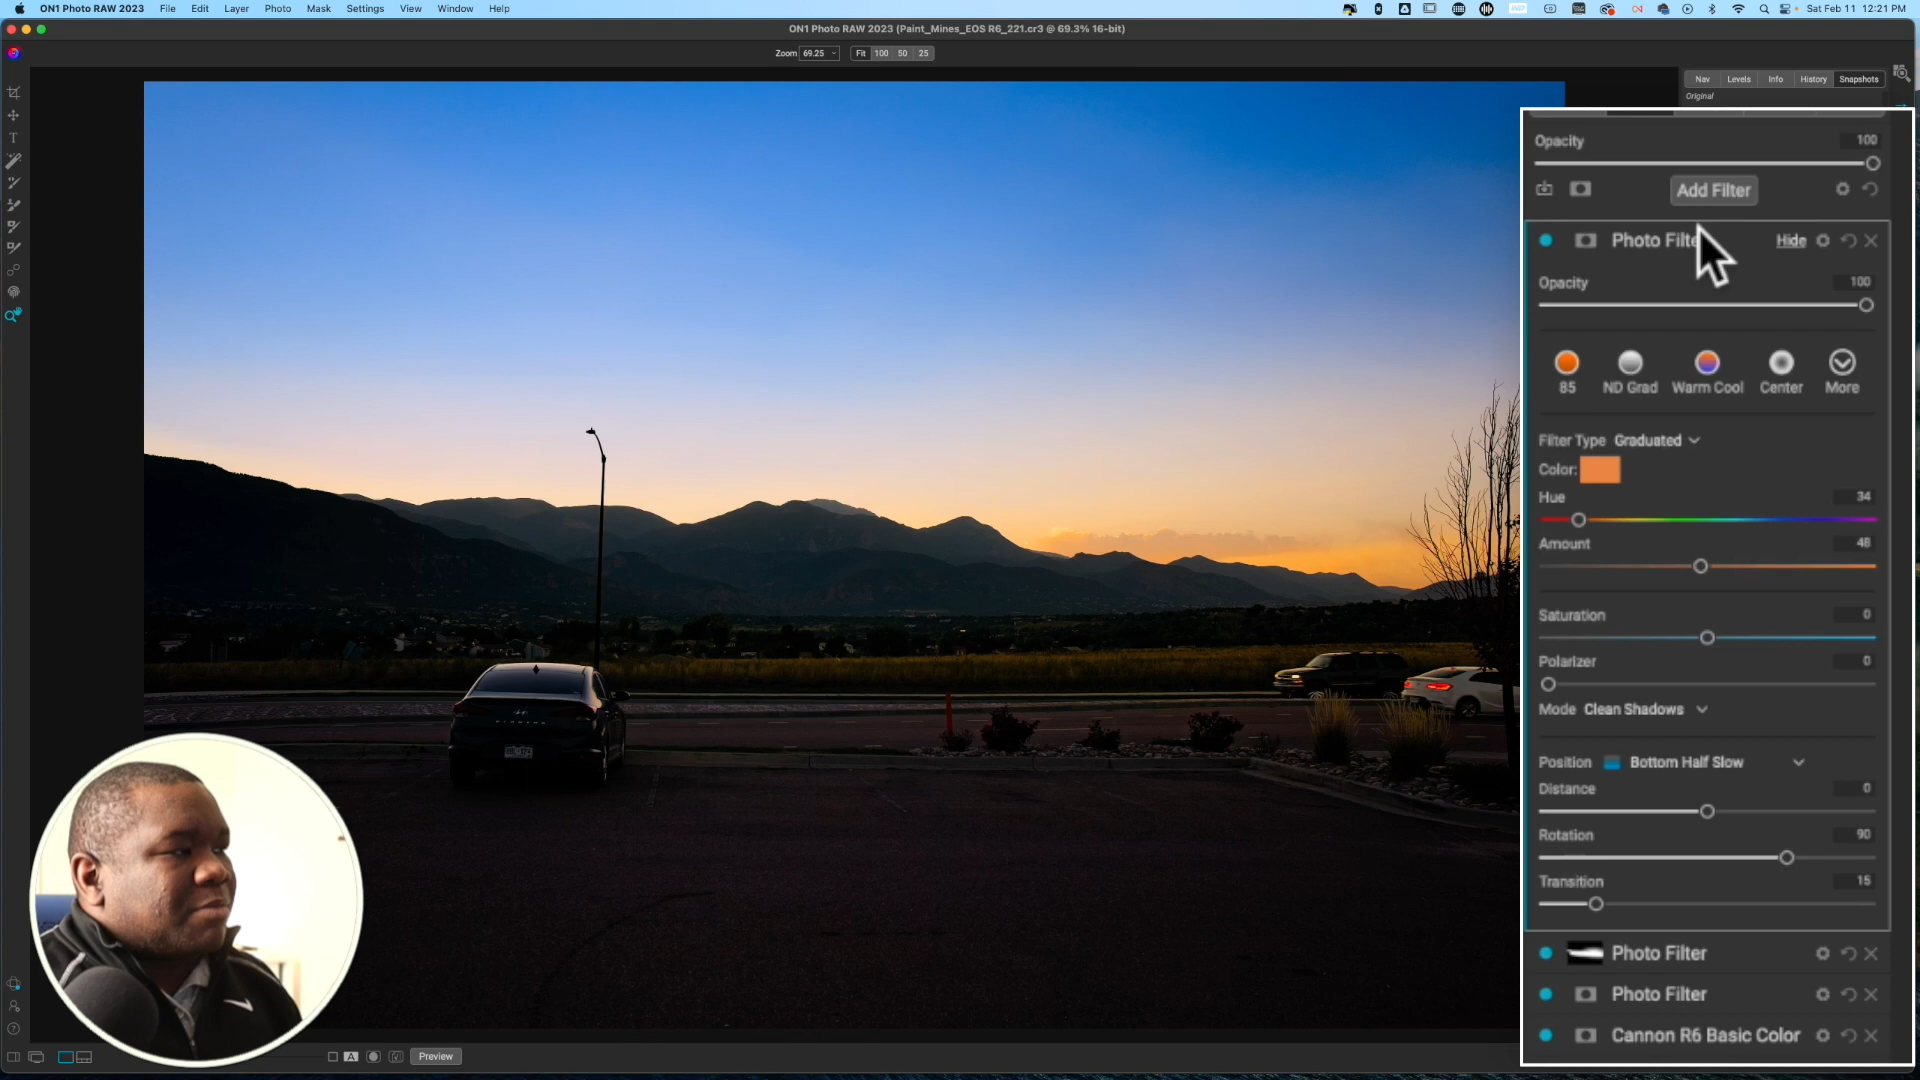 ON1 Photo RAW 2023 File Edit Layer Photo Mask Settings View Window Help Sat Feb 11 12:21 PM
ON1 Photo RAW 2023 (Paint_Mines_EOS R6_221.cr3 @ 69.3% 16-bit)
Zoom 69.25 Fit 100 50 25
Nav Levels Info History Snapshots
Original
Opacity 100
Add Filter
Photo Filte Hide
Opacity 100
85 ND Grad Warm Cool Center More
Filter Type Graduated
Color:
Hue 34
Amount 48
Saturation 0
Polarizer 0
Mode Clean Shadows
Position Bottom Half Slow
Distance 0
Rotation 90
Transition 15
Photo Filter
Photo Filter
Cannon R6 Basic Color
A Preview